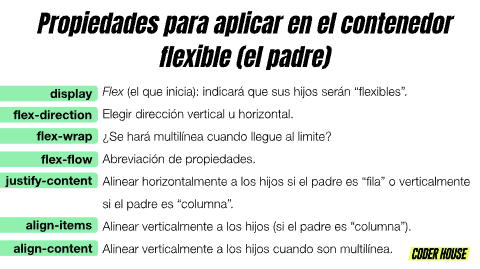 Propiedades para aplicar en el contenedor
flexible (el padre)
display Flex (el que inicia): indicará que sus hijos serán “flexibles”.
flex-direction Elegir dirección vertical u horizontal.
flex-wrap ¿Se hará multilínea cuando llegue al limite?
flex-flow Abreviación de propiedades.
justify-content Alinear horizontalmente a los hijos si el padre es “fila” o verticalmente
si el padre es “columna”.
align-items Alinear verticalmente a los hijos (si el padre es “columna”).
align-content Alinear verticalmente a los hijos cuando son multilínea.
CODER HOUSE